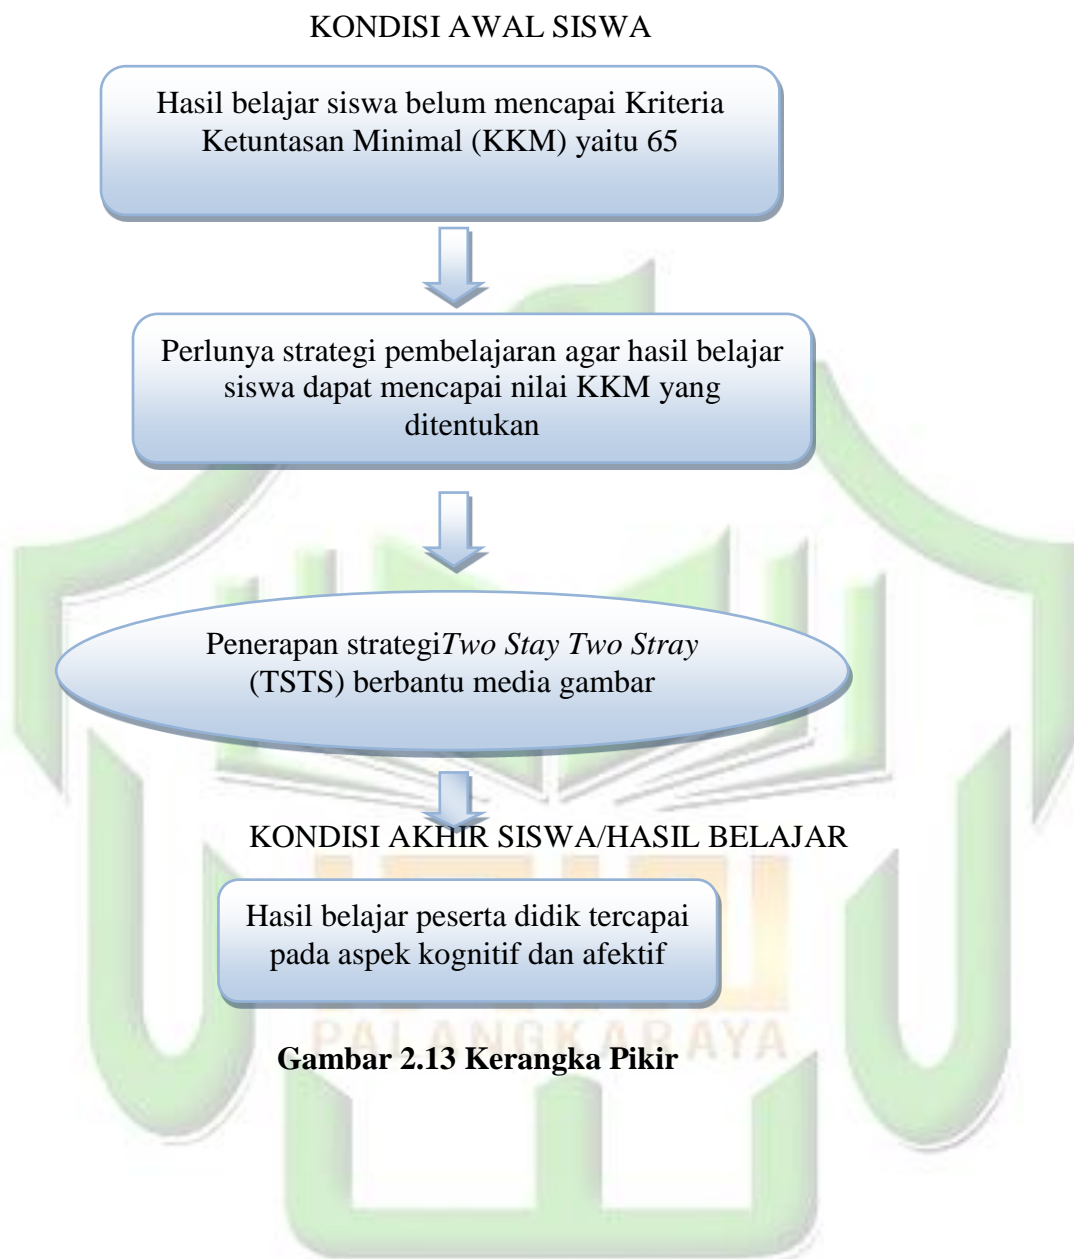 KONDISI AWAL SISWA
Hasil belajar siswa belum mencapai Kriteria
Ketuntasan Minimal (KKM) yaitu 65
Perlunya strategi pembelajaran agar hasil belajar
siswa dapat mencapai nilai KKM yang
ditentukan
Penerapan strategiTwo Stay Two Stray
(TSTS) berbantu media gambar
KONDISI AKHIR SISWA/HASIL BELAJAR
Hasil belajar peserta didik tercapai
pada aspek kognitif dan afektif
PALANGKARAYA
Gambar 2.13 Kerangka Pikir